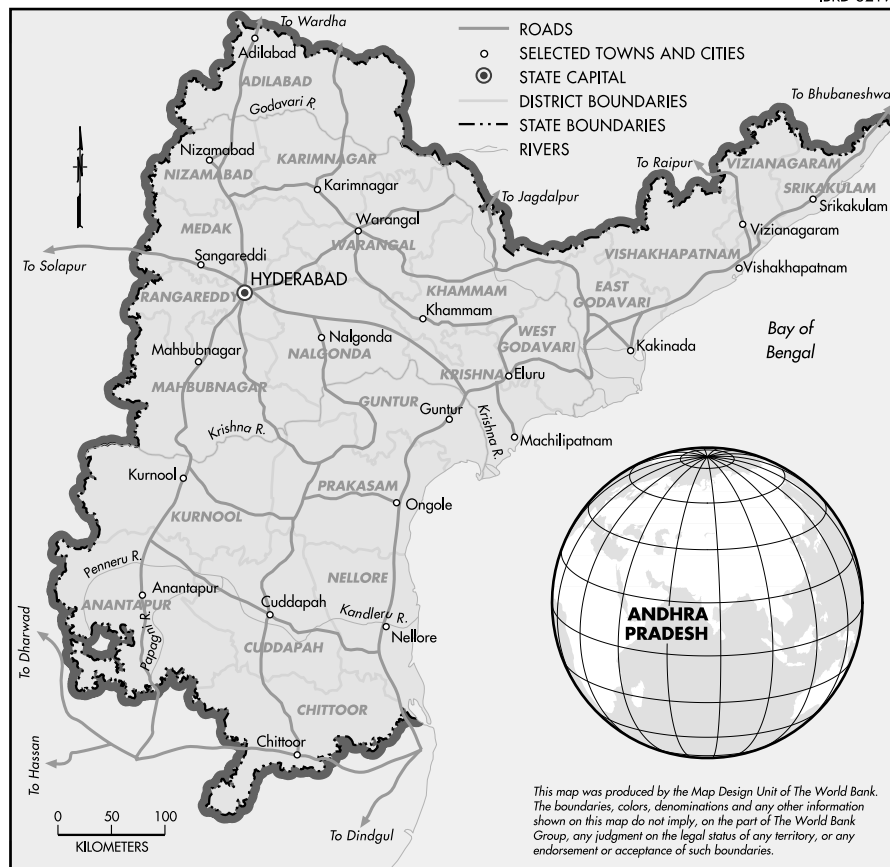 To Wardha
Adilabad
ADILABAD
Godavari R.
ROADS
SELECTED TOWNS AND CITIES
STATE CAPITAL
DISTRICT BOUNDARIES
STATE BOUNDARIES
RIVERS
To Bhubaneshwar
To Raipur
VIZIANAGARAM
SRIKAKULAM
Srikakulam
Nizamabad
NIZAMABAD
KARIMNAGAR
Karimnagar
To Jagdalpur
Vizianagaram
MEDAK
Warangal
WARANGAL
VISHAKHAPATNAM
Vishakhapatnam
To Solapur
Sangareddi
HYDERABAD
RANGAREDDY
KHAMMAM
Khammam
EAST
GODAVARI
WEST
GODAVARI
Kakinada
Bay of
Bengal
Nalgonda
NALGONDA
Mahbubnagar
MAHBUBNAGAR
KRISHNA
Eluru
GUNTUR
Guntur
Krishna R.
Krishna R.
Machilipatnam
Kurnool
KURNOOL
PRAKASAM
Ongole
Penneru R.
Anantapur
ANANTAPUR
Papagni R.
NELLORE
Cuddapah
Kandleru R.
Nellore
CUDDAPAH
To Dharwad
CHITTOOR
Chittoor
To Hassan
To Dindgul
0 50 100
KILOMETERS
ANDHRA
PRADESH
This map was produced by the Map Design Unit of The World Bank.
The boundaries, colors, denominations and any other information
shown on this map do not imply, on the part of The World Bank
Group, any judgment on the legal status of any territory, or any
endorsement or acceptance of such boundaries.